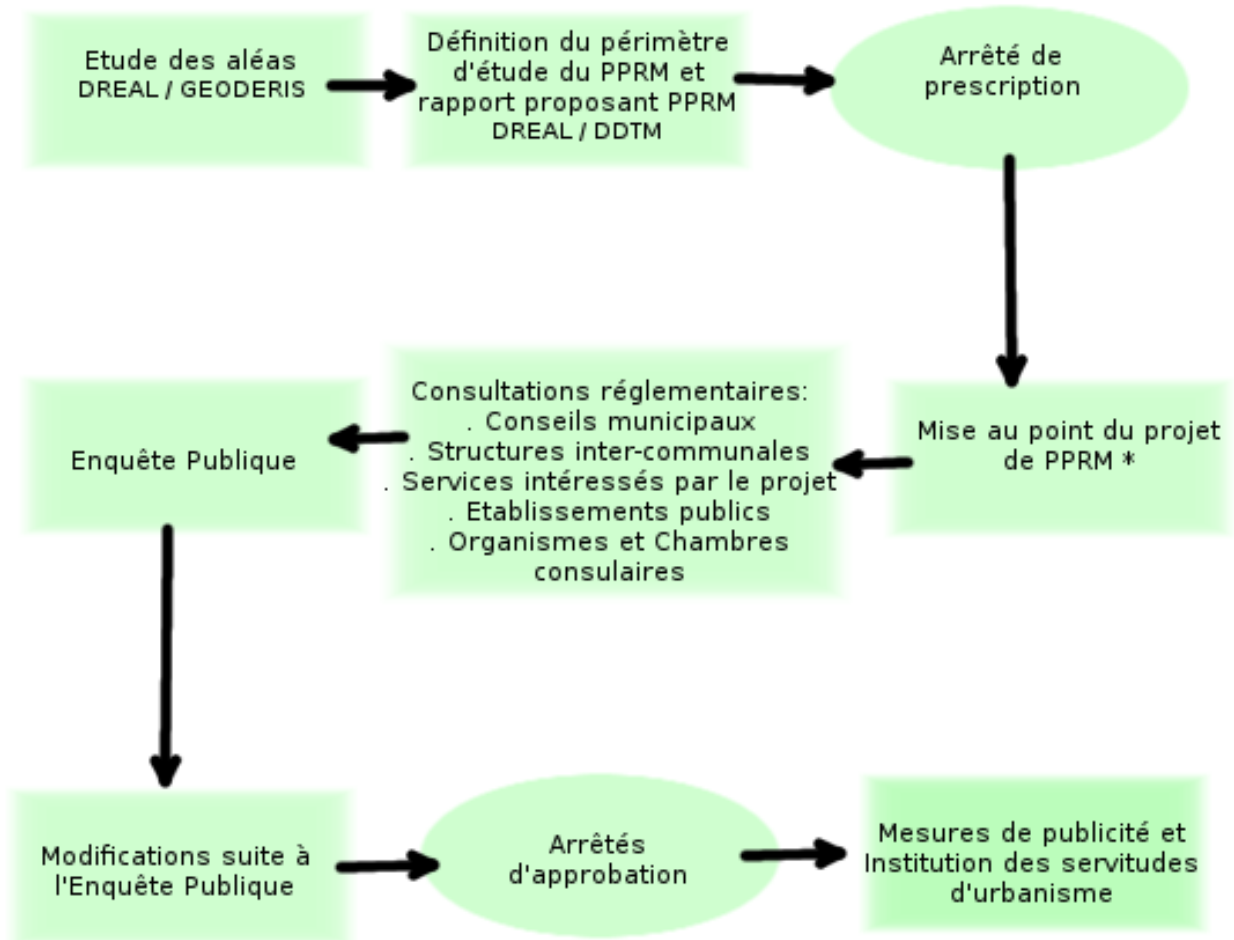 Etude des aléas
DREAL / GEODERIS
Définition du périmètre
d'étude du PPRM et
rapport proposant PPRM
DREAL / DDTM
Arrêté de
prescription
Mise au point du projet
de PPRM *
Consultations réglementaires:
. Conseils municipaux
. Structures inter-communales
. Services intéressés par le projet
. Etablissements publics
. Organismes et Chambres
consulaires
Enquête Publique
Modifications suite à
l'Enquête Publique
Arrêtés
d'approbation
Mesures de publicité et
Institution des servitudes
d'urbanisme